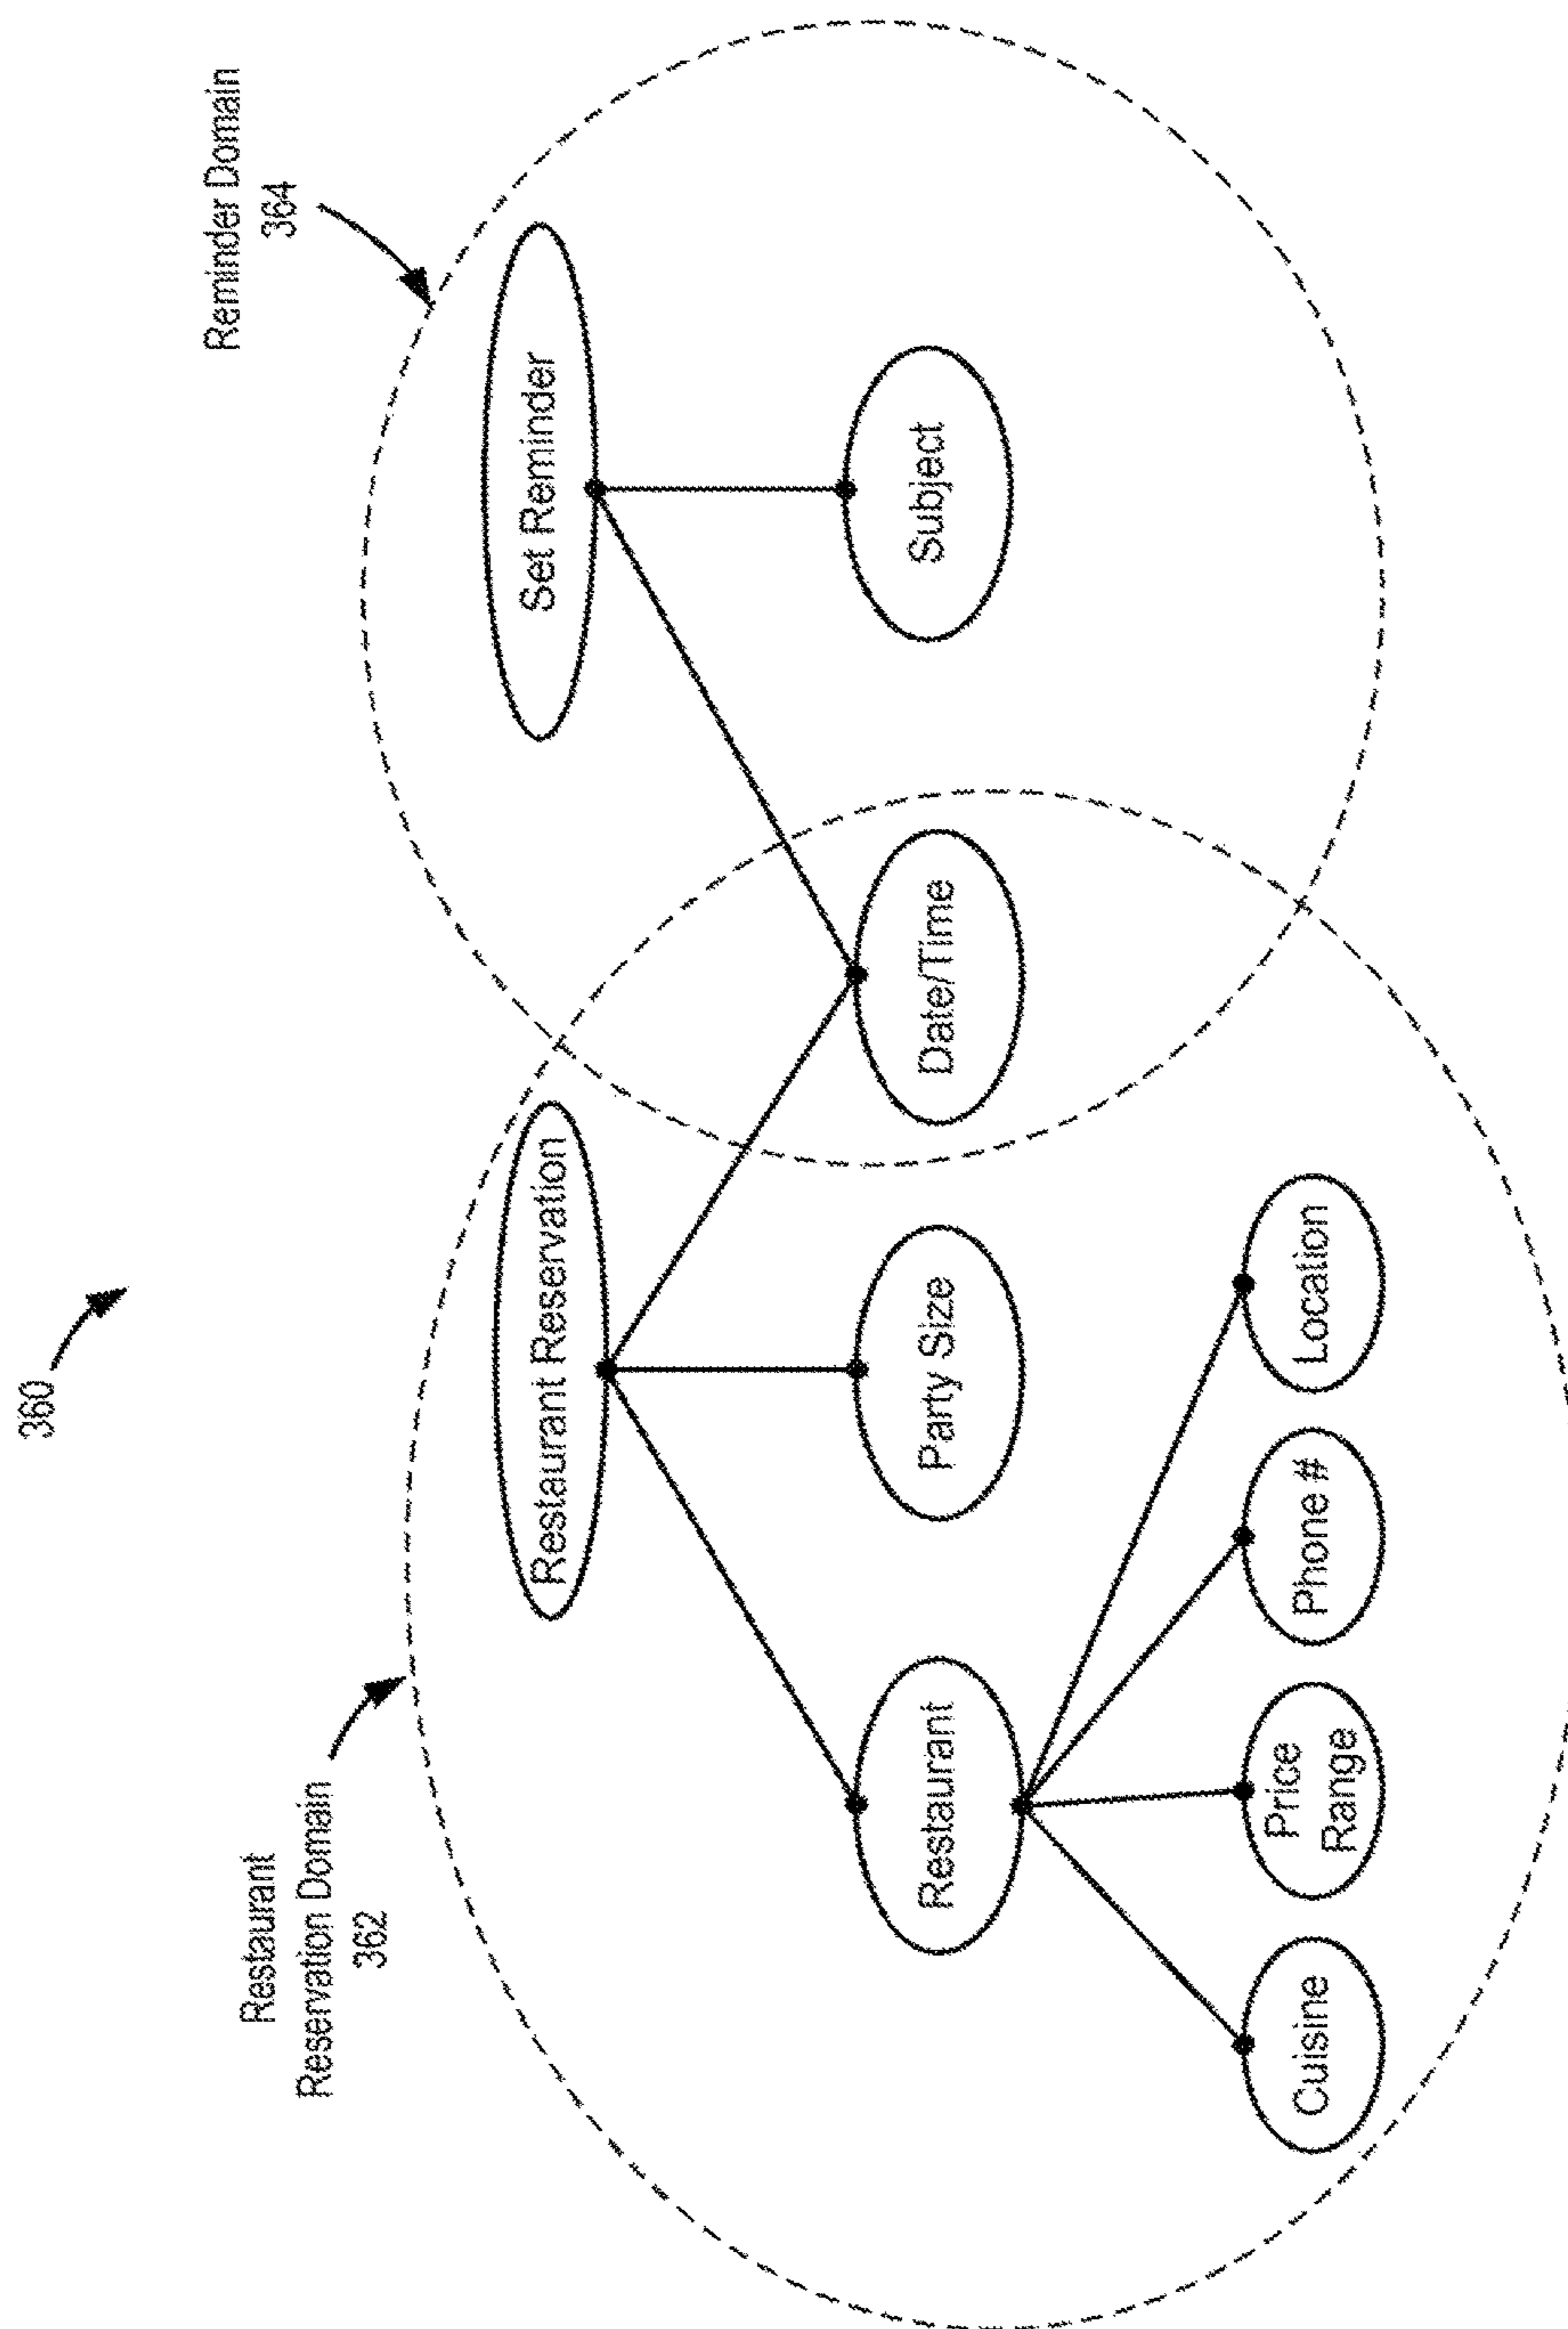 360
Restaurant
Reservation Domain
362
Reminder Domain
364
Restaurant Reservation
Set Reminder
Restaurant
Party Size
Date/Time
Subject
Cuisine
Price
Range
Phone #
Location